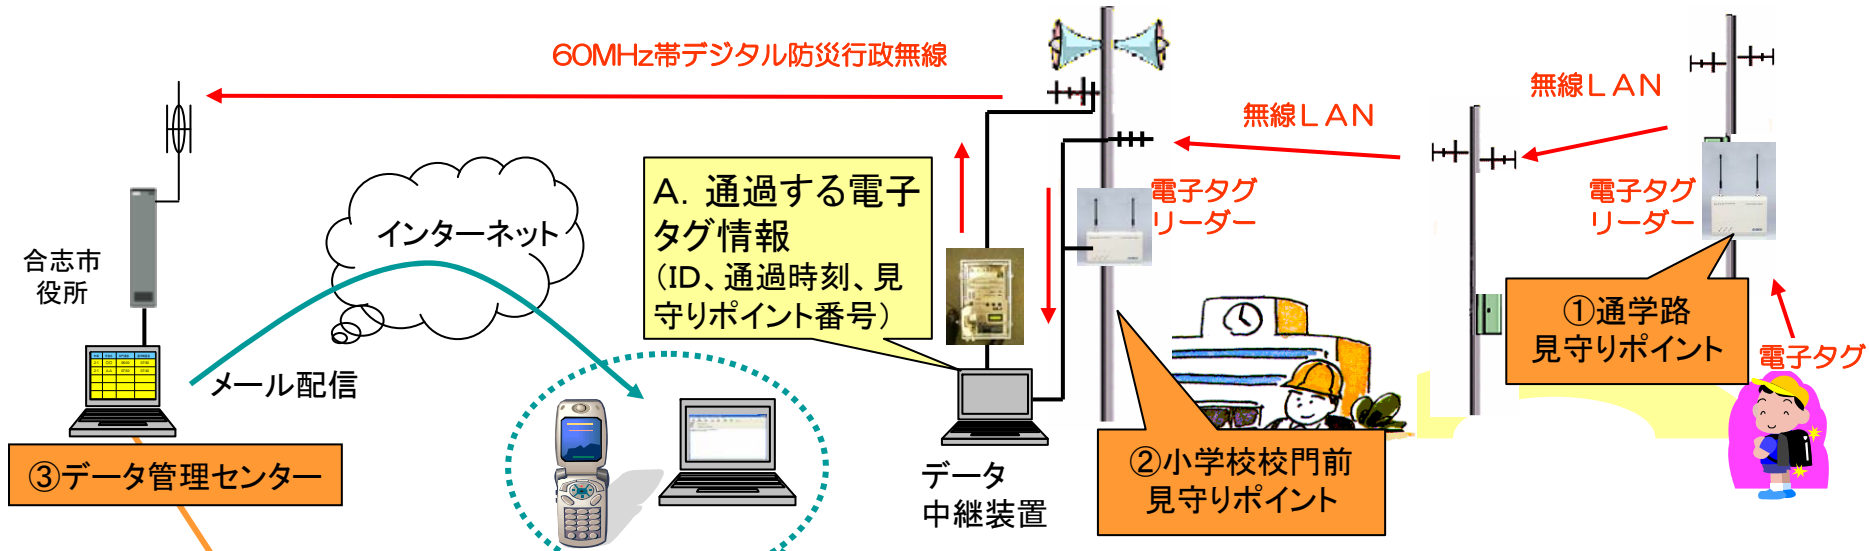 60MHz帯デジタル防災行政無線
無線LAN
無線LAN
A. 通過する電子
タグ情報
(ID、通過時刻、見
守りポイント番号)
電子タグ
リーダー
電子タグ
リーダー
インターネット
合志市
役所
①通学路
見守りポイント
電子タグ
メール配信
③データ管理センター
データ
中継装置
②小学校校門前
見守りポイント